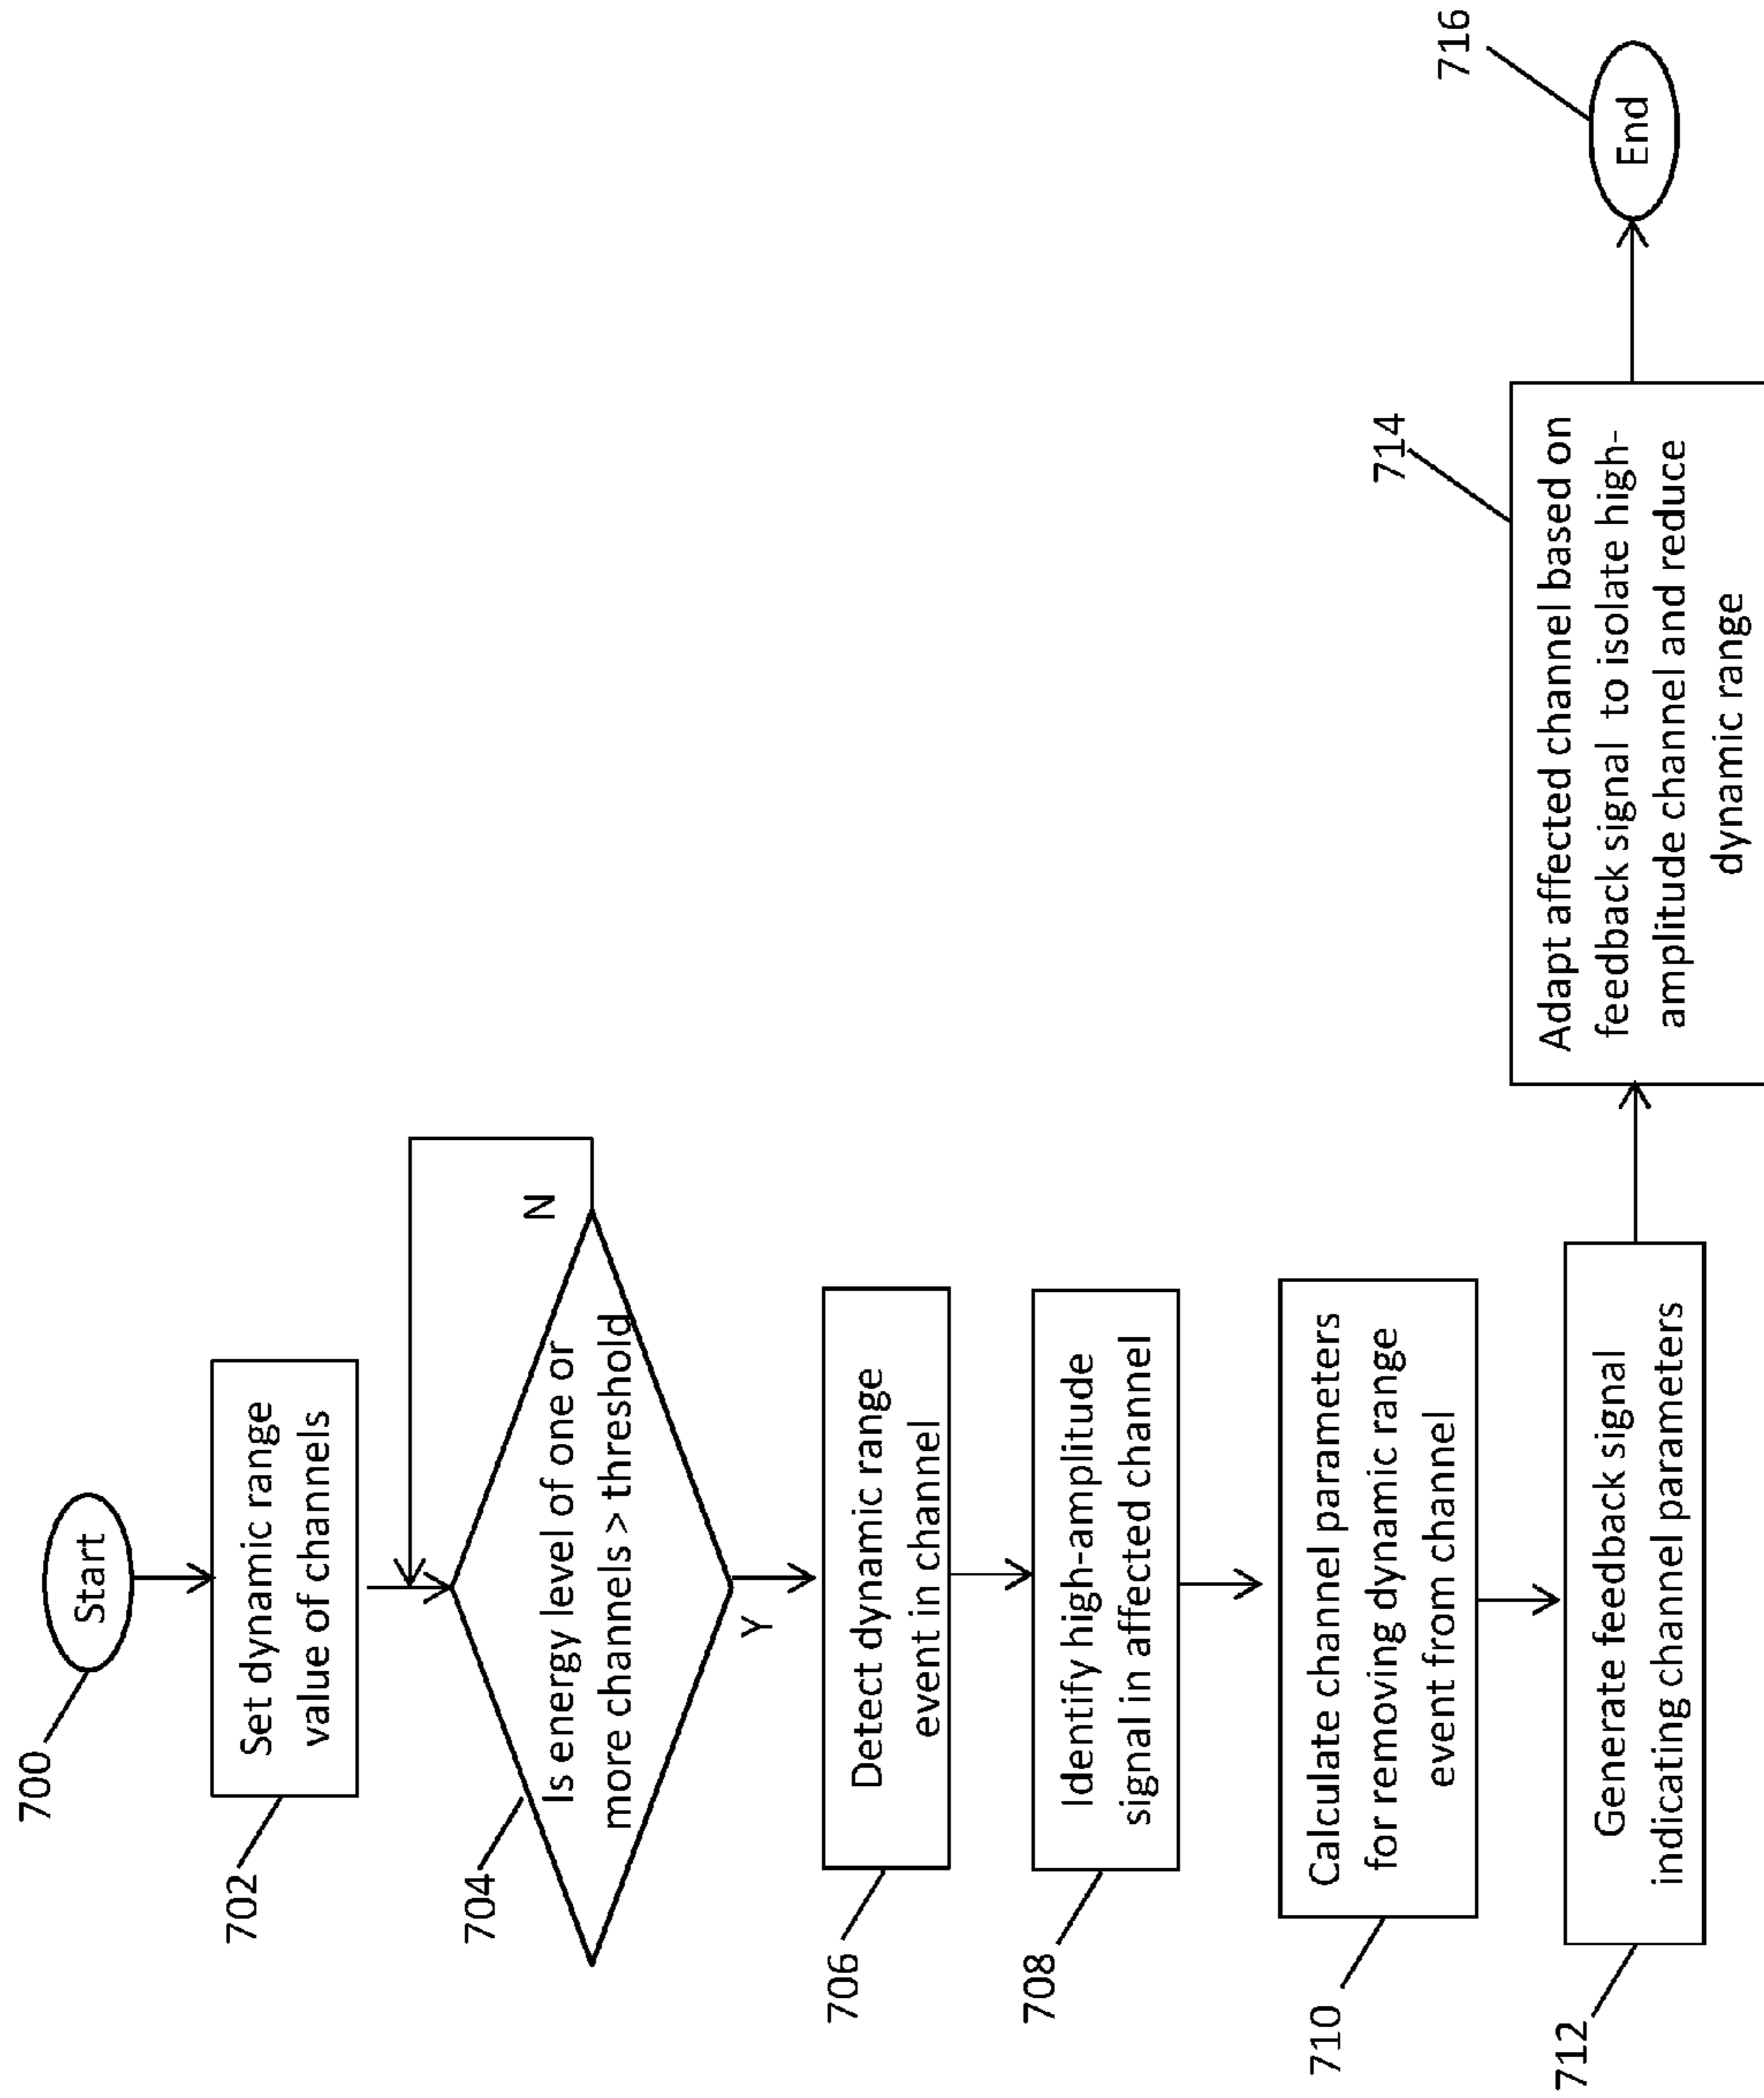 700
Start
702
Set dynamic range
value of channels
704
Is energy level of one or
more channels > threshold
N
Y
706
Detect dynamic range
event in channel
708
Identify high-amplitude
signal in affected channel
710
Calculate channel parameters
for removing dynamic range
event from channel
712
Generate feedback signal
indicating channel parameters
714
Adapt affected channel based on
feedback signal to isolate high-
amplitude channel and reduce
dynamic range
716
End